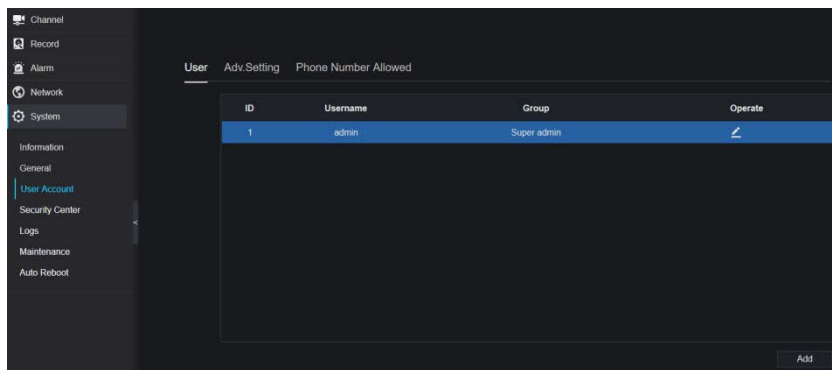 Channel
Record
Alarm
Network
System
Information
General
User Account
Security Center
Logs
Maintenance
Auto Reboot
<
User Adv.Setting Phone Number Allowed
ID Username Group Operate
1 admin Super admin
Add